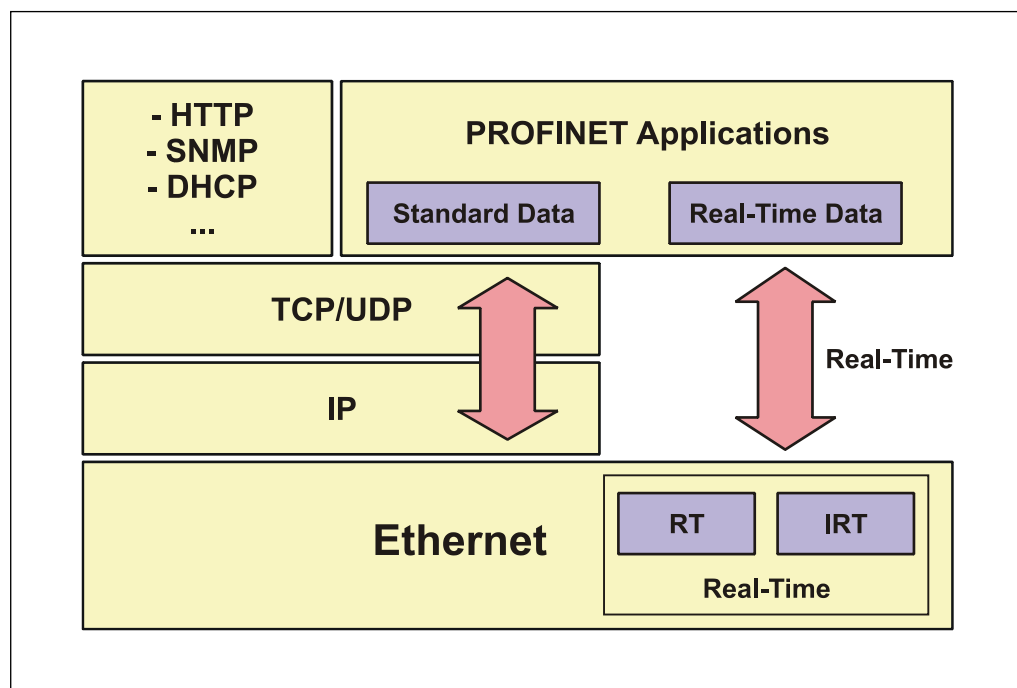 - HTTP
- SNMP
- DHCP
...
PROFINET Applications
Standard Data
Real-Time Data
TCP/UDP
Real-Time
IP
Ethernet
RT
IRT
Real-Time